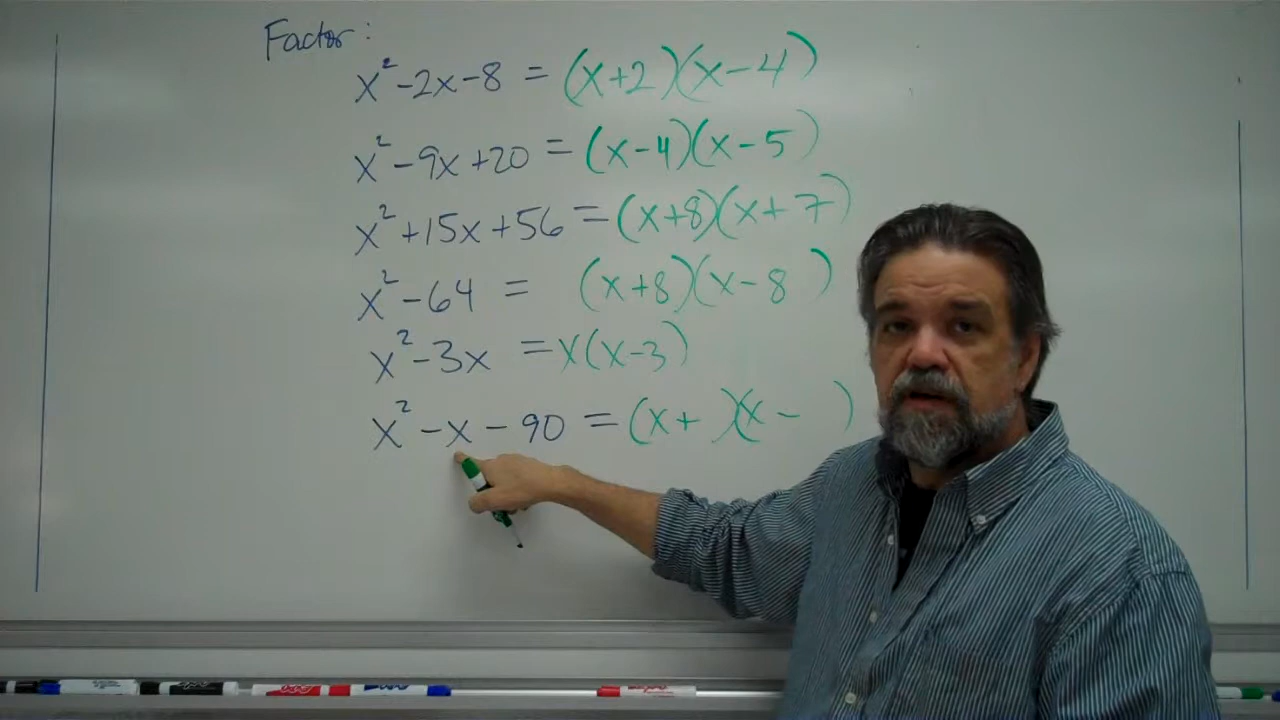 Factor:
x² - 2x - 8 = (x + 2)(x - 4)
x² - 9x + 20 = (x - 4)(x - 5)
x² + 15x + 56 = (x + 8)(x + 7)
x² - 64 = (x + 8)(x - 8)
x² - 3x = x(x - 3)
x² - x - 90 = (x +  )(x -  )